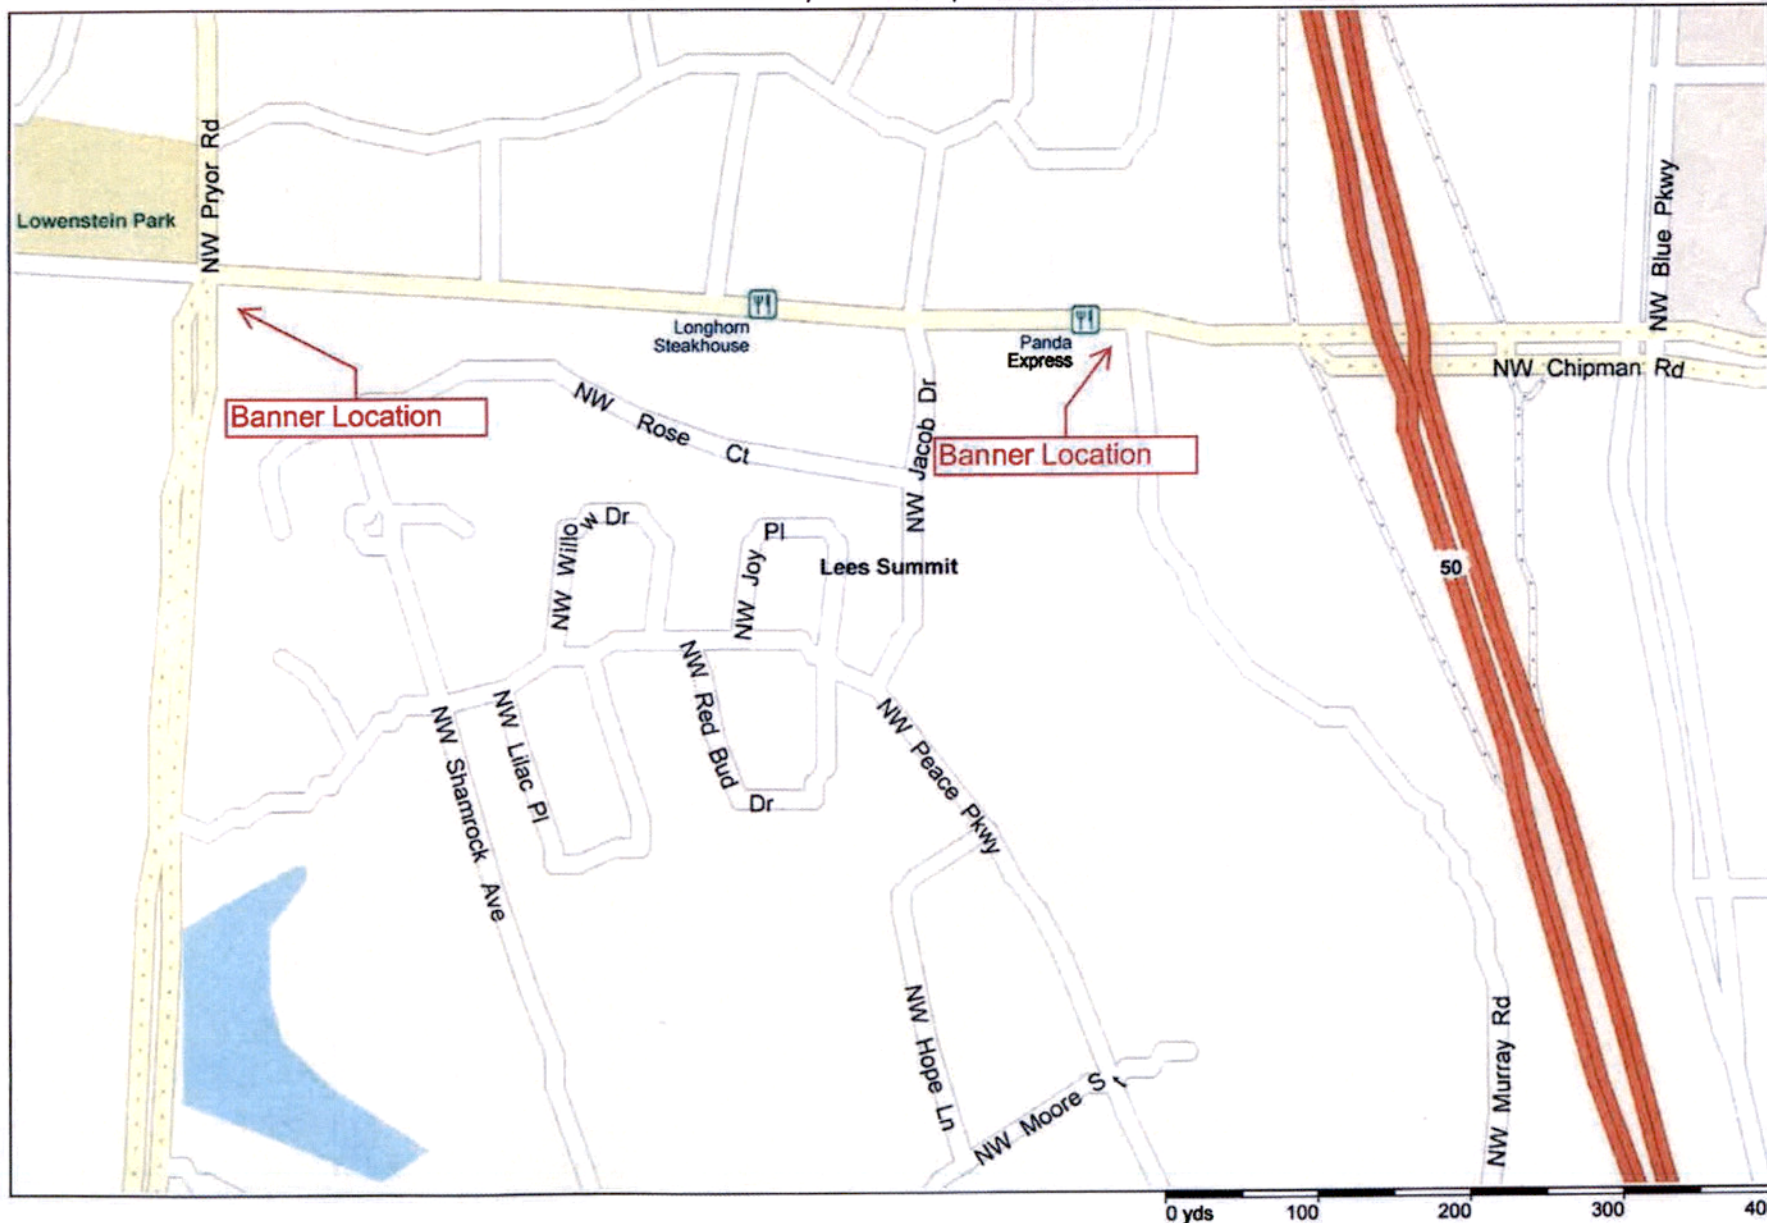 NW Pryor Rd
Lowenstein Park
NW Blue Pkwy
Longhorn
Steakhouse
Panda
Express
NW Chipman Rd
Banner Location
Banner Location
NW Rose Ct
NW Jacob Dr
NW Willow Dr
NW Joy Pl
Lees Summit
50
NW Red Bud Dr
NW Lilac Pl
NW Shamrock Ave
NW Peace Pkwy
NW Hope Ln
NW Moore S
NW Murray Rd
0 yds 100 200 300